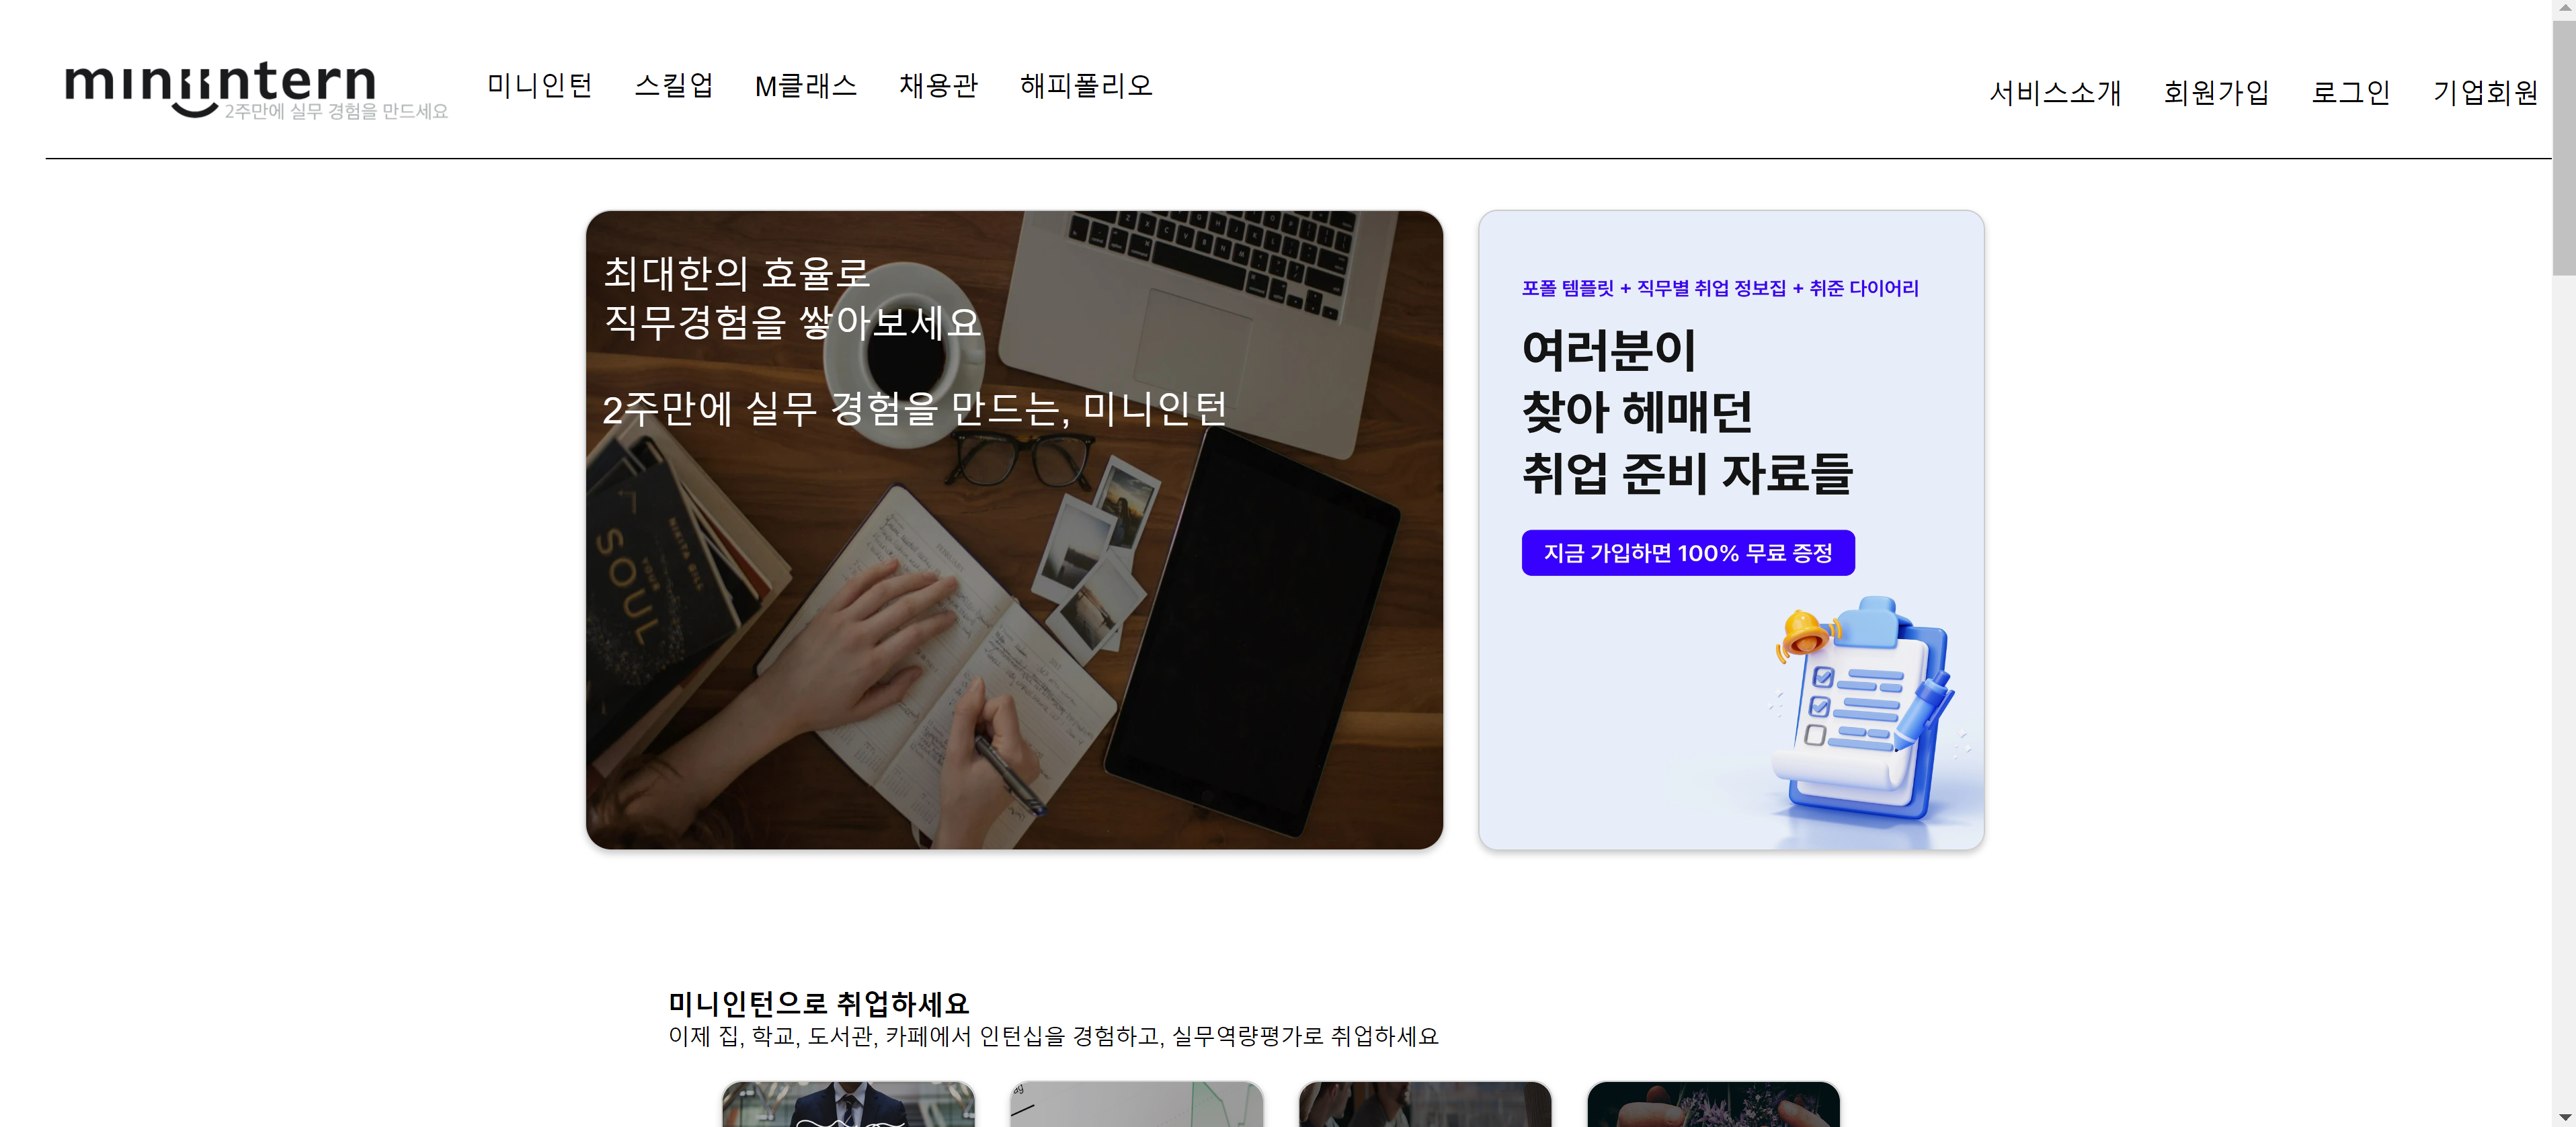 miniintern
2주만에 실무 경험을 만드세요
미니인턴 스킬업 M클래스 채용관 해피폴리오
서비스소개 회원가입 로그인 기업회원
최대한의 효율로
직무경험을 쌓아보세요
2주만에 실무 경험을 만드는, 미니인턴
NIKITA GILL
YOUR
SOUL
포폴 템플릿 + 직무별 취업 정보집 + 취준 다이어리
여러분이
찾아 헤매던
취업 준비 자료들
지금 가입하면 100% 무료 증정
미니인턴으로 취업하세요
이제 집, 학교, 도서관, 카페에서 인턴십을 경험하고, 실무역량평가로 취업하세요